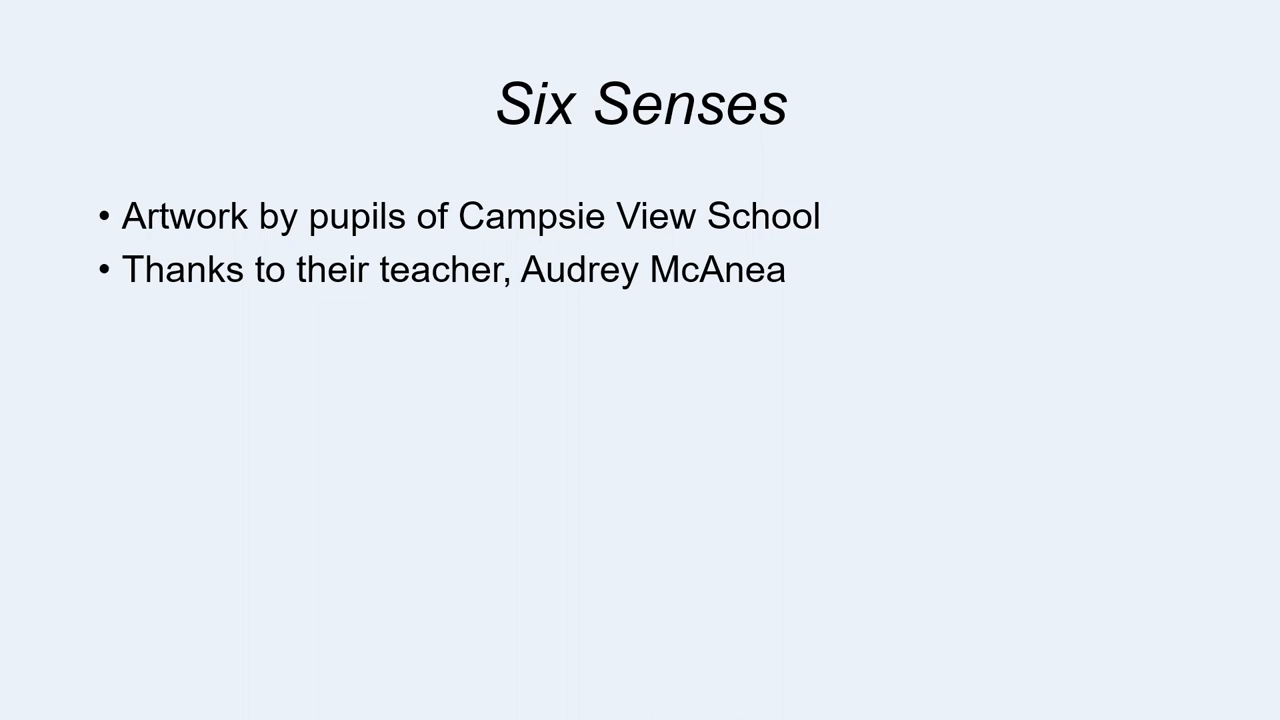 Six Senses
• Artwork by pupils of Campsie View School
• Thanks to their teacher, Audrey McAnea